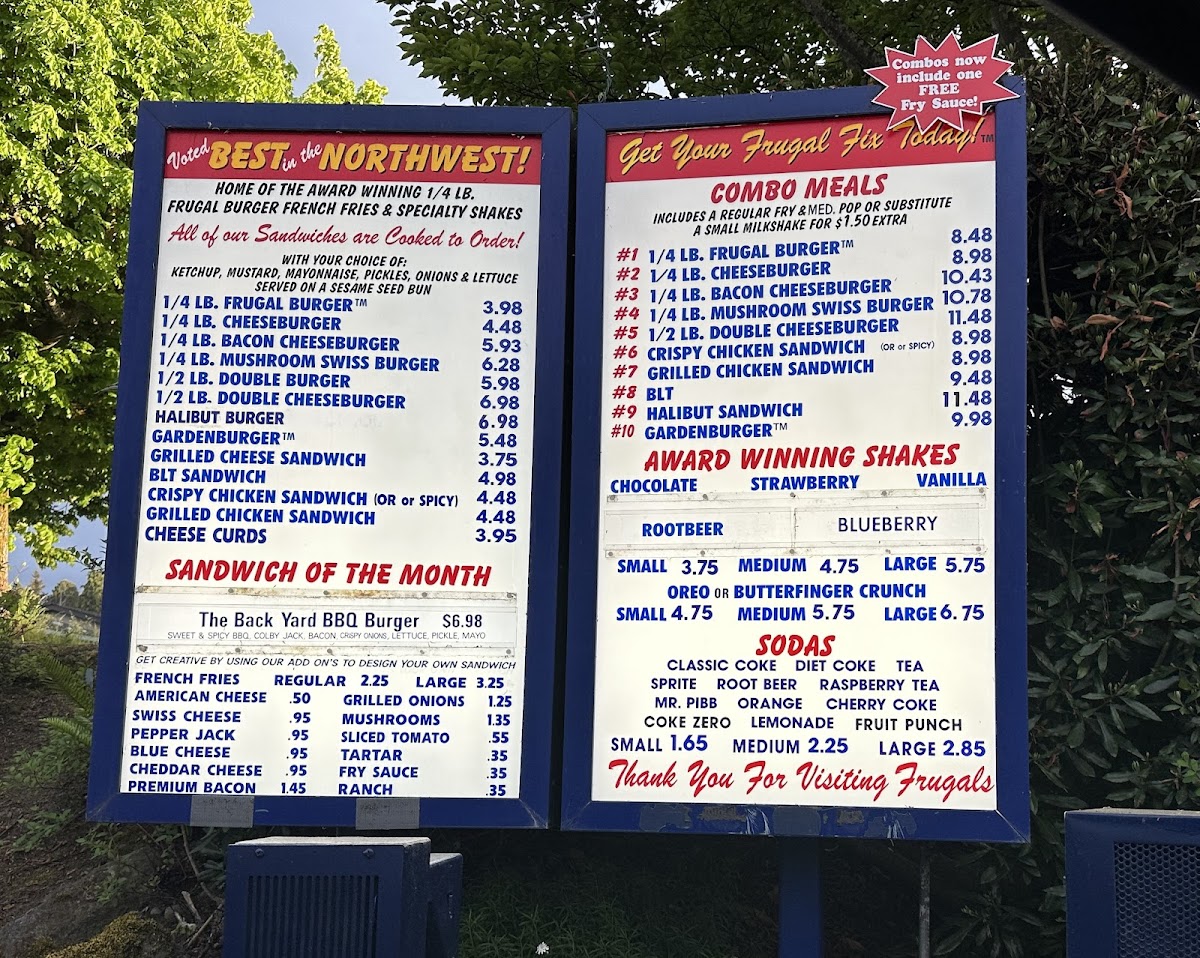 Voted BEST in the NORTHWEST!
HOME OF THE AWARD WINNING 1/4 LB.
FRUGAL BURGER FRENCH FRIES & SPECIALTY SHAKES
All of our Sandwiches are Cooked to Order!
WITH YOUR CHOICE OF:
KETCHUP, MUSTARD, MAYONNAISE, PICKLES, ONIONS & LETTUCE
SERVED ON A SESAME SEED BUN
1/4 LB. FRUGAL BURGER™ 3.98
1/4 LB. CHEESEBURGER 4.48
1/4 LB. BACON CHEESEBURGER 5.93
1/4 LB. MUSHROOM SWISS BURGER 6.28
1/2 LB. DOUBLE BURGER 5.98
1/2 LB. DOUBLE CHEESEBURGER 6.98
HALIBUT BURGER 6.98
GARDENBURGER™ 5.48
GRILLED CHEESE SANDWICH 3.75
BLT SANDWICH 4.98
CRISPY CHICKEN SANDWICH (OR or SPICY) 4.48
GRILLED CHICKEN SANDWICH 4.48
CHEESE CURDS 3.95
SANDWICH OF THE MONTH
The Back Yard BBQ Burger $6.98
SWEET & SPICY BBQ, COLBY JACK, BACON, CRISPY ONIONS, LETTUCE, PICKLE, MAYO
GET CREATIVE BY USING OUR ADD ON'S TO DESIGN YOUR OWN SANDWICH
FRENCH FRIES REGULAR 2.25 LARGE 3.25
AMERICAN CHEESE .50 GRILLED ONIONS 1.25
SWISS CHEESE .95 MUSHROOMS 1.35
PEPPER JACK .95 SLICED TOMATO .55
BLUE CHEESE .95 TARTAR .35
CHEDDAR CHEESE .95 FRY SAUCE .35
PREMIUM BACON 1.45 RANCH .35
Combos now
include one
FREE
Fry Sauce!
Get Your Frugal Fix Today!™
COMBO MEALS
INCLUDES A REGULAR FRY & MED. POP OR SUBSTITUTE
A SMALL MILKSHAKE FOR $1.50 EXTRA
#1 1/4 LB. FRUGAL BURGER™ 8.48
#2 1/4 LB. CHEESEBURGER 8.98
#3 1/4 LB. BACON CHEESEBURGER 10.43
#4 1/4 LB. MUSHROOM SWISS BURGER 10.78
#5 1/2 LB. DOUBLE CHEESEBURGER 11.48
#6 CRISPY CHICKEN SANDWICH (OR or SPICY) 8.98
#7 GRILLED CHICKEN SANDWICH 8.98
#8 BLT 9.48
#9 HALIBUT SANDWICH 11.48
#10 GARDENBURGER™ 9.98
AWARD WINNING SHAKES
CHOCOLATE STRAWBERRY VANILLA
ROOTBEER BLUEBERRY
SMALL 3.75 MEDIUM 4.75 LARGE 5.75
OREO OR BUTTERFINGER CRUNCH
SMALL 4.75 MEDIUM 5.75 LARGE 6.75
SODAS
CLASSIC COKE DIET COKE TEA
SPRITE ROOT BEER RASPBERRY TEA
MR. PIBB ORANGE CHERRY COKE
COKE ZERO LEMONADE FRUIT PUNCH
SMALL 1.65 MEDIUM 2.25 LARGE 2.85
Thank You For Visiting Frugals